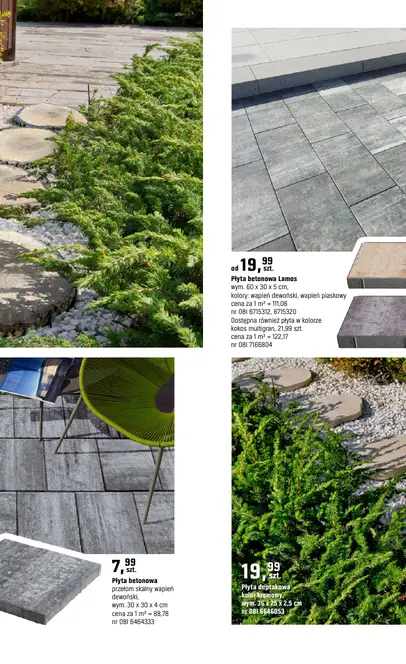 od 19,99 szt.
Płyta betonowa Lamos
wym. 60 x 30 x 5 cm,
kolory: wapień dewoński, wapień piaskowy
cena za 1 m² = 111,06
nr OBI 6715312, 6715320
Dostępna również płyta w kolorze
kokos multigran, 21,99 szt.
cena za 1 m² = 122,17
nr OBI 7166804
7,99 szt.
Płyta betonowa
przełom skalny wapień
dewoński,
wym. 30 x 30 x 4 cm
cena za 1 m² = 88,78
nr OBI 6464333
19,99 szt.
Płyta deptakowa
kolor kremowy,
wym. 36 x 25 x 2,5 cm
nr OBI 6646053